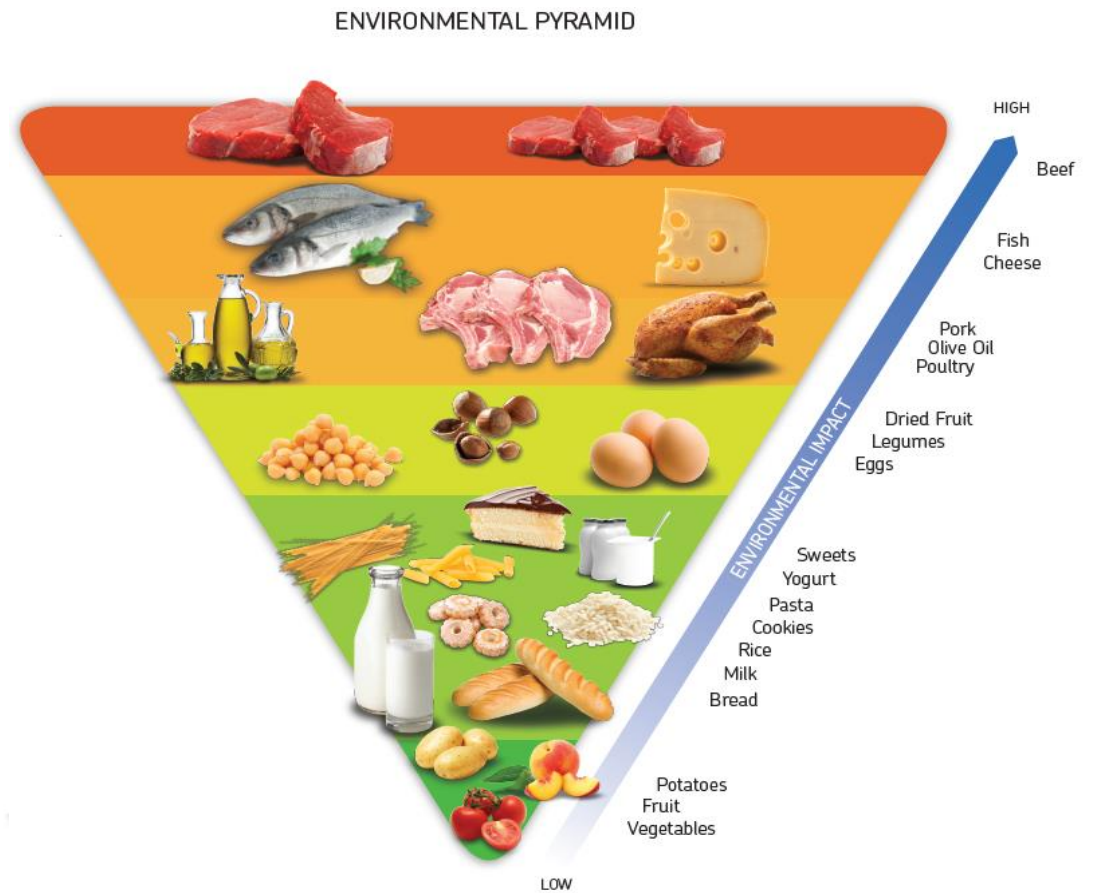 ENVIRONMENTAL PYRAMID
HIGH
Beef
Fish
Cheese
Pork
Olive Oil
Poultry
Dried Fruit
Legumes
Eggs
ENVIRONMENTAL IMPACT
Sweets
Yogurt
Pasta
Cookies
Rice
Milk
Bread
Potatoes
Fruit
Vegetables
LOW